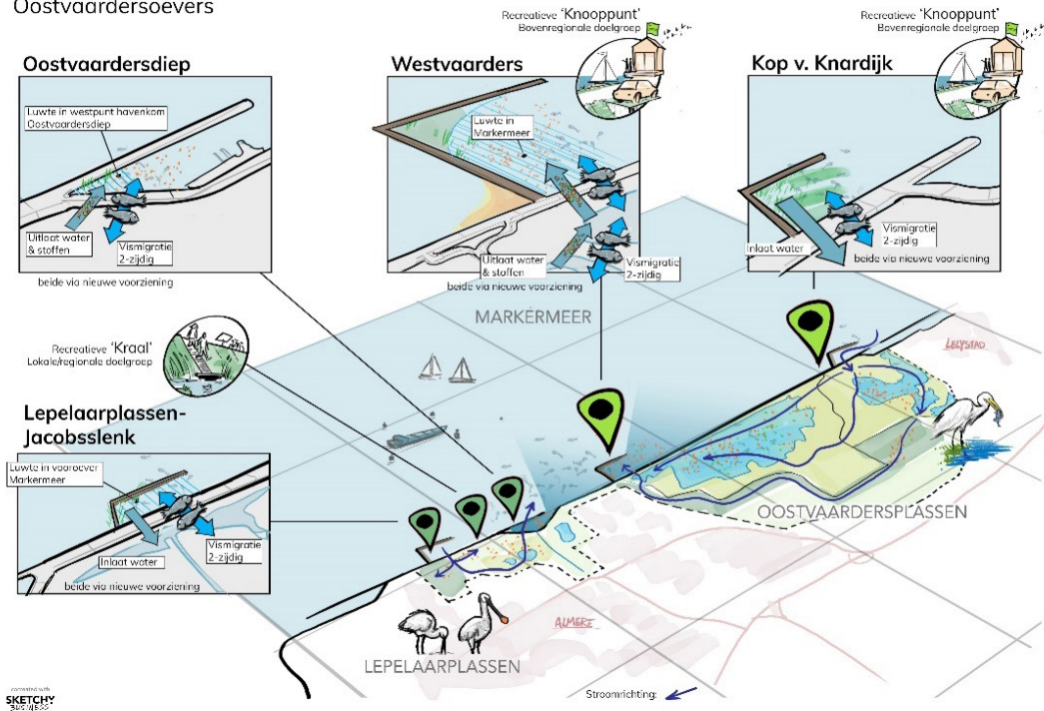 Oostvaardersoevers
Recreatieve 'Knooppunt'
Bovenregionale doelgroep
Recreatieve 'Knooppunt'
Bovenregionale doelgroep
Oostvaardersdiep
Luwte in westpunt havenkom
Oostvaardersdiep
Uitlaat water
& stoffen
Vismigratie
2-zijdig
beide via nieuwe voorziening
Westvaarders
Luwte in
Markermeer
Uitlaat water
& stoffen
Vismigratie
2-zijdig
beide via nieuwe voorziening
Kop v. Knardijk
Inlaat water
Vismigratie
2-zijdig
beide via nieuwe voorziening
MARKERMEER
Recreatieve 'Kraal'
Lokale/regionale doelgroep
LELYSTAD
Lepelaarplassen-
Jacobsslenk
Luwte in vooroever
Markermeer
Inlaat water
Vismigratie
2-zijdig
beide via nieuwe voorziening
OOSTVAARDERSPLASSEN
ALMERE
LEPELAARPLASSEN
Stroomrichting:
cocreated with
SKETCHY
BUSINESS